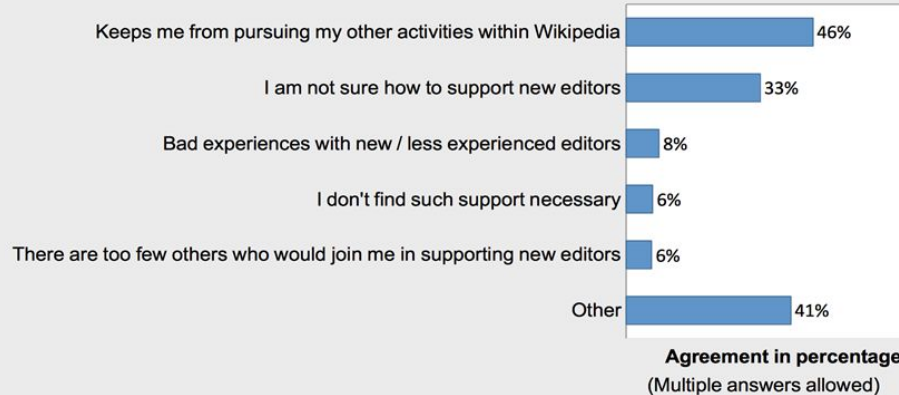 Keeps me from pursuing my other activities within Wikipedia 46%
I am not sure how to support new editors 33%
Bad experiences with new / less experienced editors 8%
I don't find such support necessary 6%
There are too few others who would join me in supporting new editors 6%
Other 41%
Agreement in percentage
(Multiple answers allowed)